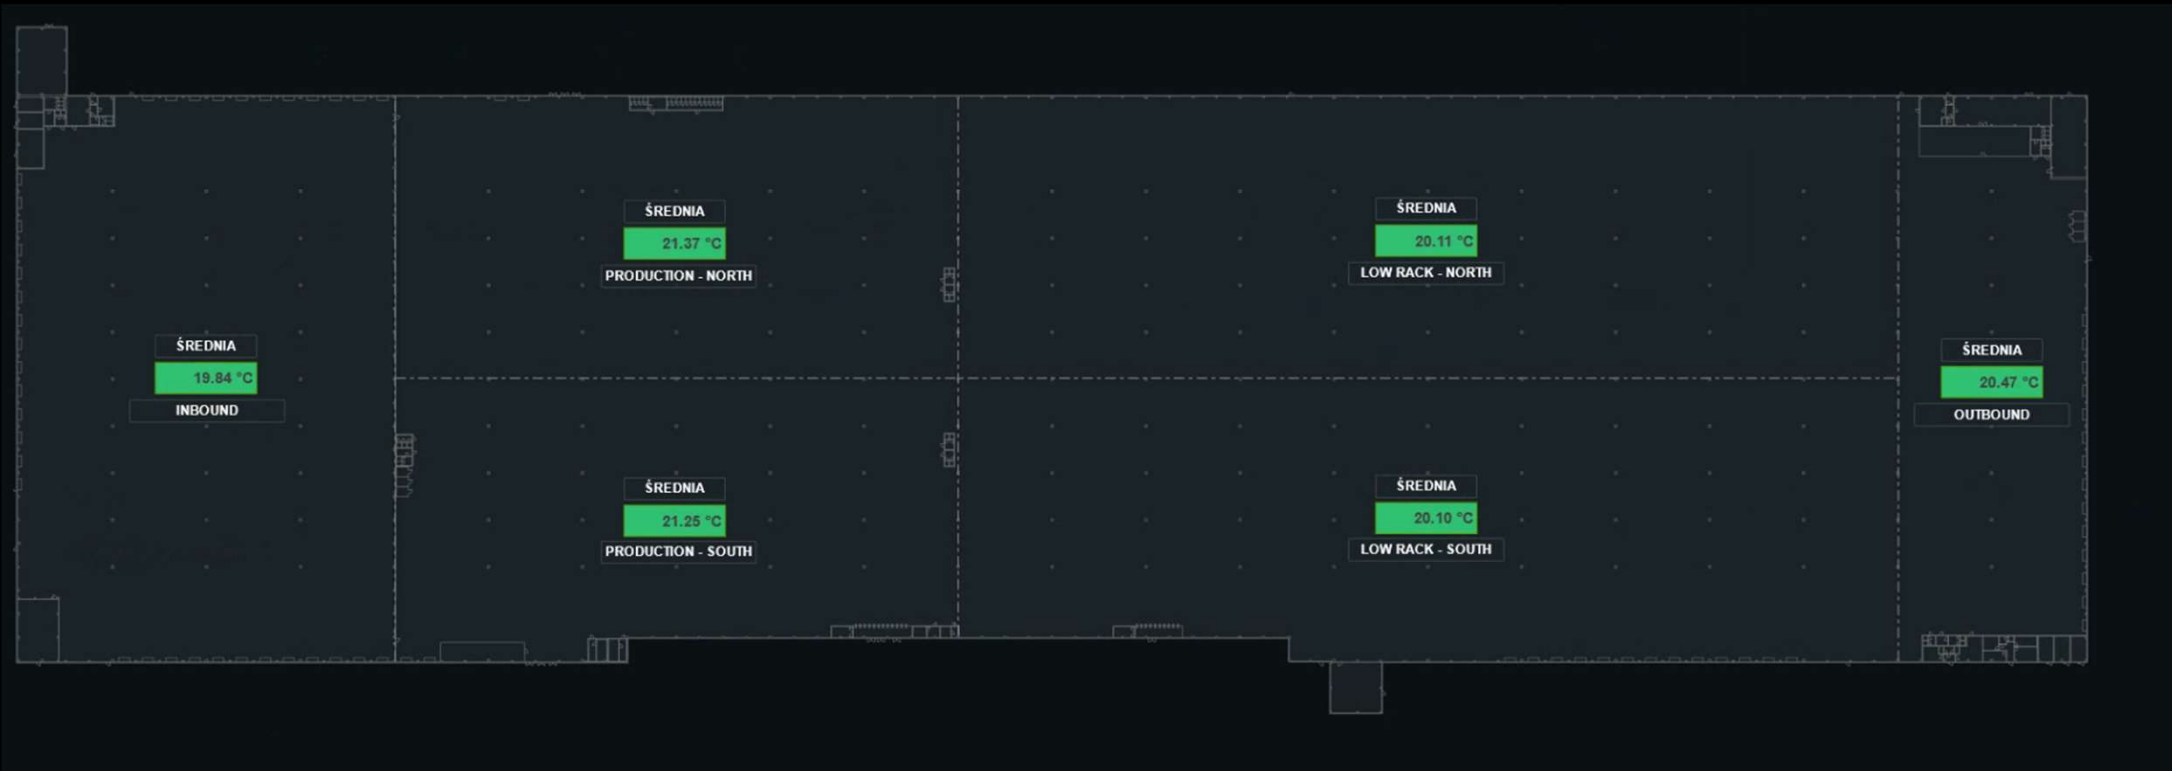 ŚREDNIA
19.84 °C
INBOUND
ŚREDNIA
21.37 °C
PRODUCTION - NORTH
ŚREDNIA
21.25 °C
PRODUCTION - SOUTH
ŚREDNIA
20.11 °C
LOW RACK - NORTH
ŚREDNIA
20.10 °C
LOW RACK - SOUTH
ŚREDNIA
20.47 °C
OUTBOUND